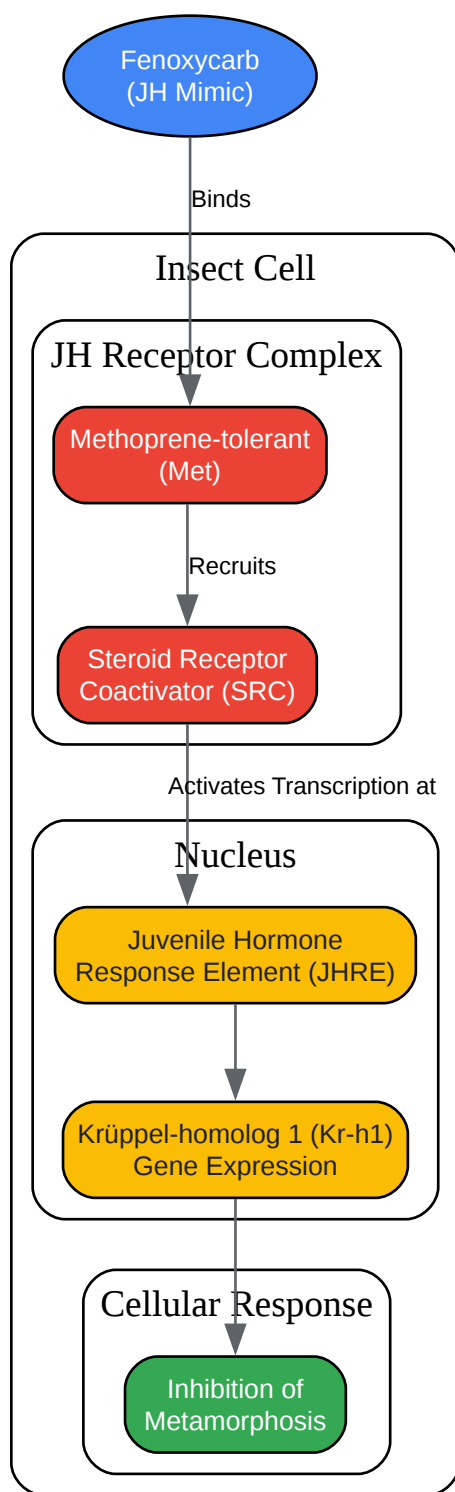 Fenoxycarb
(JH Mimic)
Binds
Insect Cell
JH Receptor Complex
Methoprene-tolerant
(Met)
Recruits
Steroid Receptor
Coactivator (SRC)
Activates Transcription at
Nucleus
Juvenile Hormone
Response Element (JHRE)
Krüppel-homolog 1 (Kr-h1)
Gene Expression
Cellular Response
Inhibition of
Metamorphosis